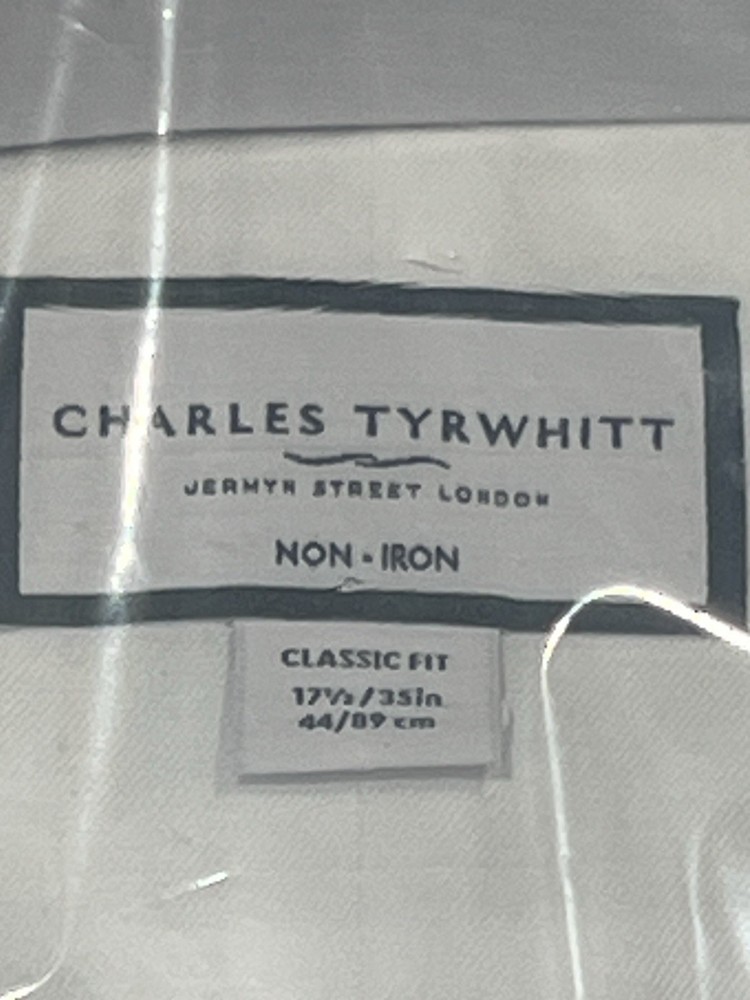 CHARLES TYRWHITT
JERMYN STREET LONDON
NON-IRON
CLASSIC FIT
17½/35in
44/89 cm